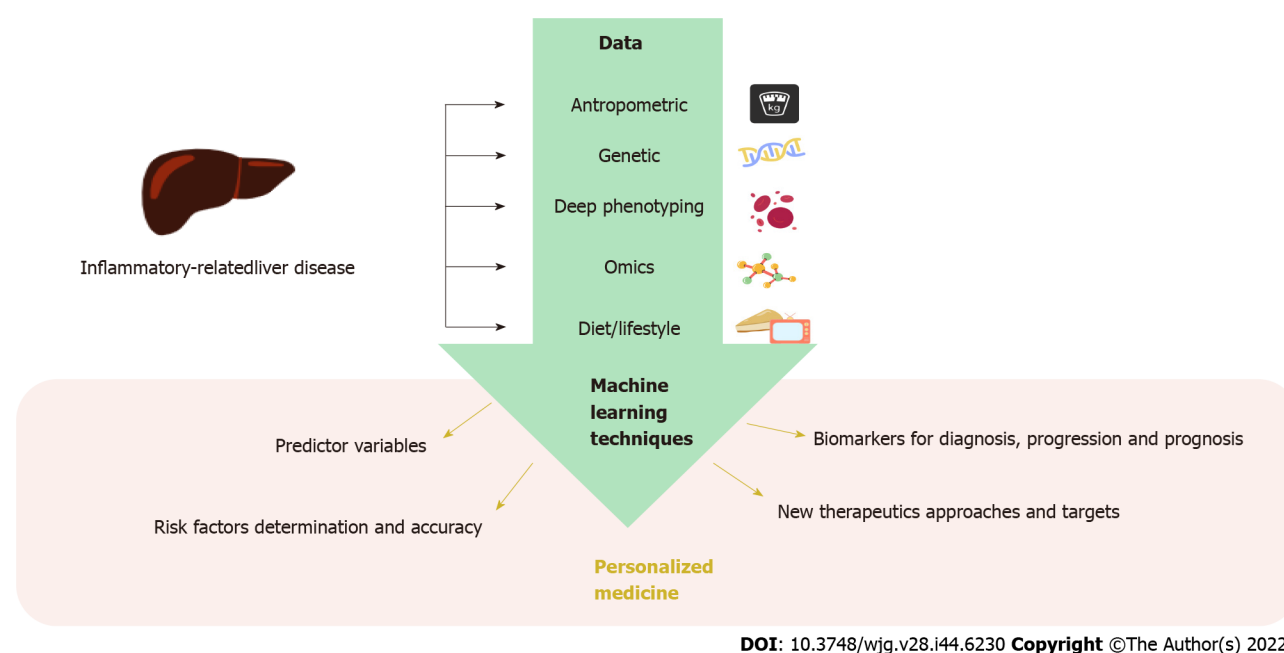 Data
Antropometric
kg
Genetic
Deep phenotyping
Inflammatory-relatedliver disease
Omics
Diet/lifestyle
Machine
learning
techniques
Predictor variables
Biomarkers for diagnosis, progression and prognosis
Risk factors determination and accuracy
New therapeutics approaches and targets
Personalized
medicine
DOI: 10.3748/wjg.v28.i44.6230 Copyright ©The Author(s) 2022